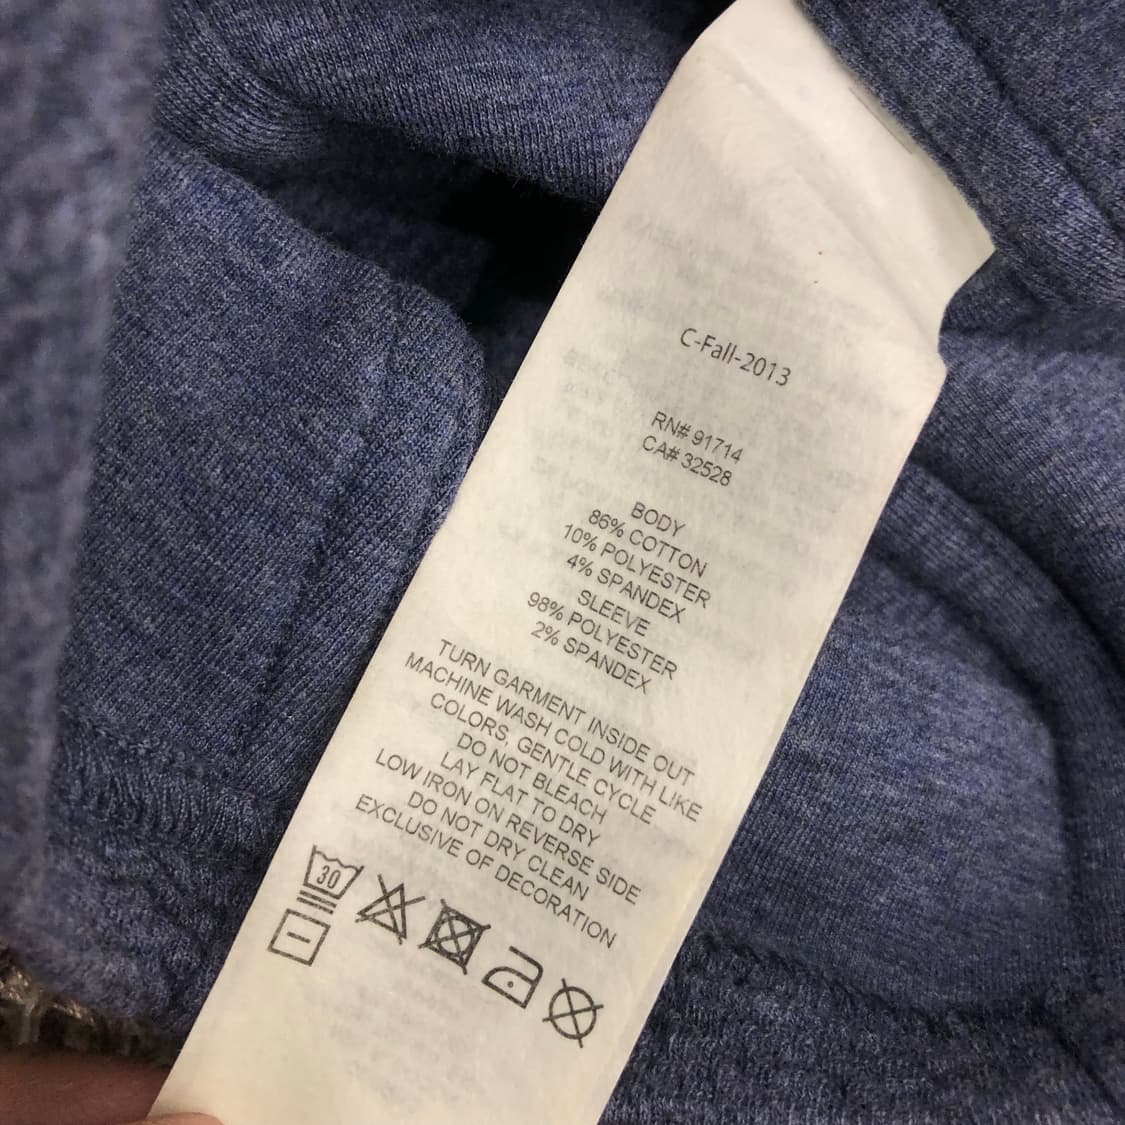 C-Fall-2013
RN# 91714
CA# 32528
BODY
86% COTTON
10% POLYESTER
4% SPANDEX
SLEEVE
98% POLYESTER
2% SPANDEX
TURN GARMENT INSIDE OUT
MACHINE WASH COLD WITH LIKE
COLORS, GENTLE CYCLE
DO NOT BLEACH
LAY FLAT TO DRY
LOW IRON ON REVERSE SIDE
DO NOT DRY CLEAN
EXCLUSIVE OF DECORATION
30